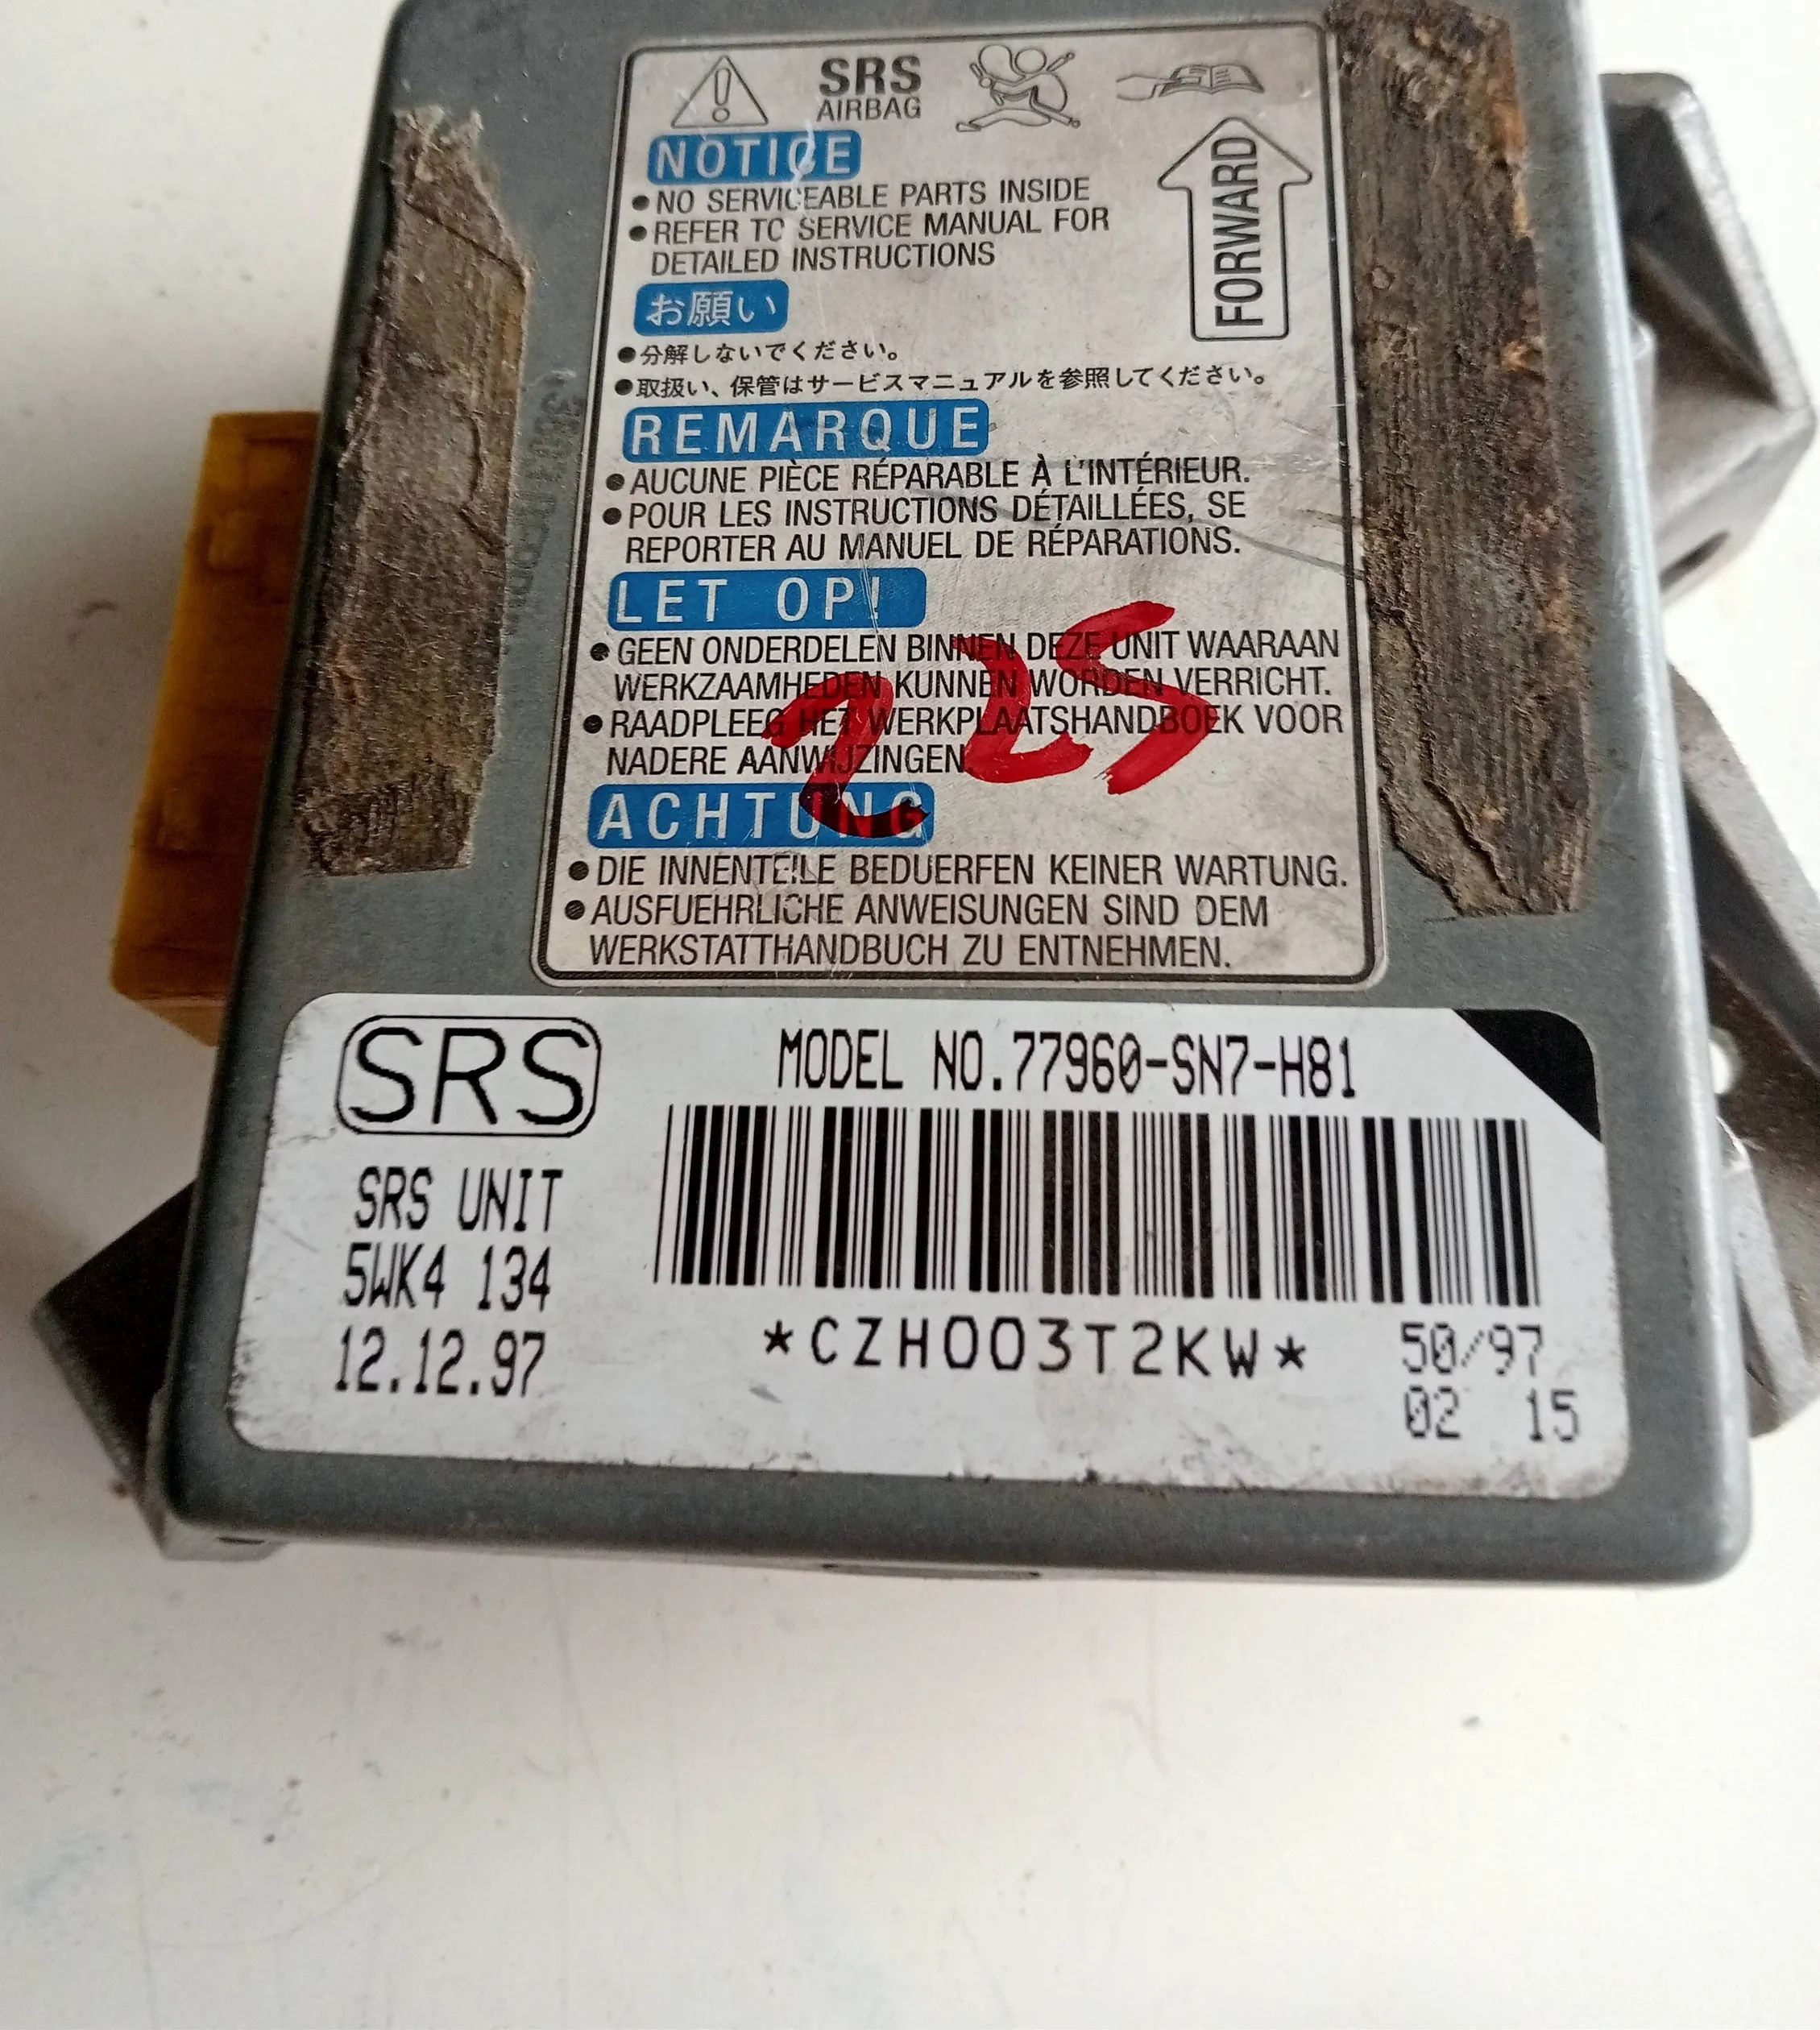 SRS
AIRBAG
NOTICE
● NO SERVICEABLE PARTS INSIDE
● REFER TO SERVICE MANUAL FOR
DETAILED INSTRUCTIONS
FORWARD
お願い
●分解しないでください。
●取扱い、保管はサービスマニュアルを参照してください。
REMARQUE
● AUCUNE PIÈCE RÉPARABLE À L'INTÉRIEUR.
● POUR LES INSTRUCTIONS DÉTAILLÉES, SE
REPORTER AU MANUEL DE RÉPARATIONS.
LET OP!
● GEEN ONDERDELEN BINNEN DEZE UNIT WAARAAN
WERKZAAMHEDEN KUNNEN WORDEN VERRICHT.
● RAADPLEEG HET WERKPLAATSHANDBOEK VOOR
NADERE AANWIJZINGEN.
225
ACHTUNG
● DIE INNENTEILE BEDUERFEN KEINER WARTUNG.
● AUSFUEHRLICHE ANWEISUNGEN SIND DEM
WERKSTATTHANDBUCH ZU ENTNEHMEN.
SRS
MODEL NO.77960-SN7-H81
SRS UNIT
5WK4 134
12.12.97
*CZH003T2KW*
50/97
02 15